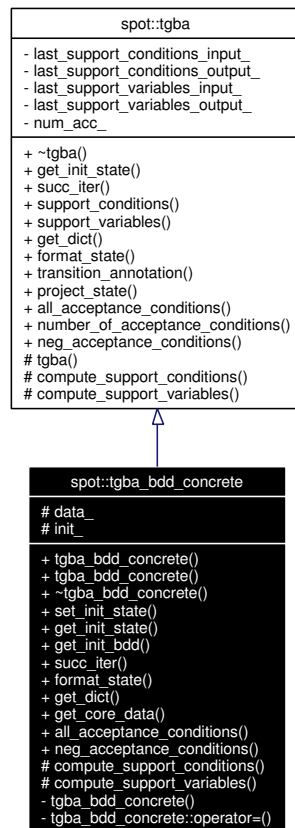 spot::tgba
- last_support_conditions_input_
- last_support_conditions_output_
- last_support_variables_input_
- last_support_variables_output_
- num_acc_
+ ~tgba()
+ get_init_state()
+ succ_iter()
+ support_conditions()
+ support_variables()
+ get_dict()
+ format_state()
+ transition_annotation()
+ project_state()
+ all_acceptance_conditions()
+ number_of_acceptance_conditions()
+ neg_acceptance_conditions()
# tgba()
# compute_support_conditions()
# compute_support_variables()
spot::tgba_bdd_concrete
# data_
# init_
+ tgba_bdd_concrete()
+ tgba_bdd_concrete()
+ ~tgba_bdd_concrete()
+ set_init_state()
+ get_init_state()
+ get_init_bdd()
+ succ_iter()
+ format_state()
+ get_dict()
+ get_core_data()
+ all_acceptance_conditions()
+ neg_acceptance_conditions()
# compute_support_conditions()
# compute_support_variables()
- tgba_bdd_concrete()
- tgba_bdd_concrete::operator=()